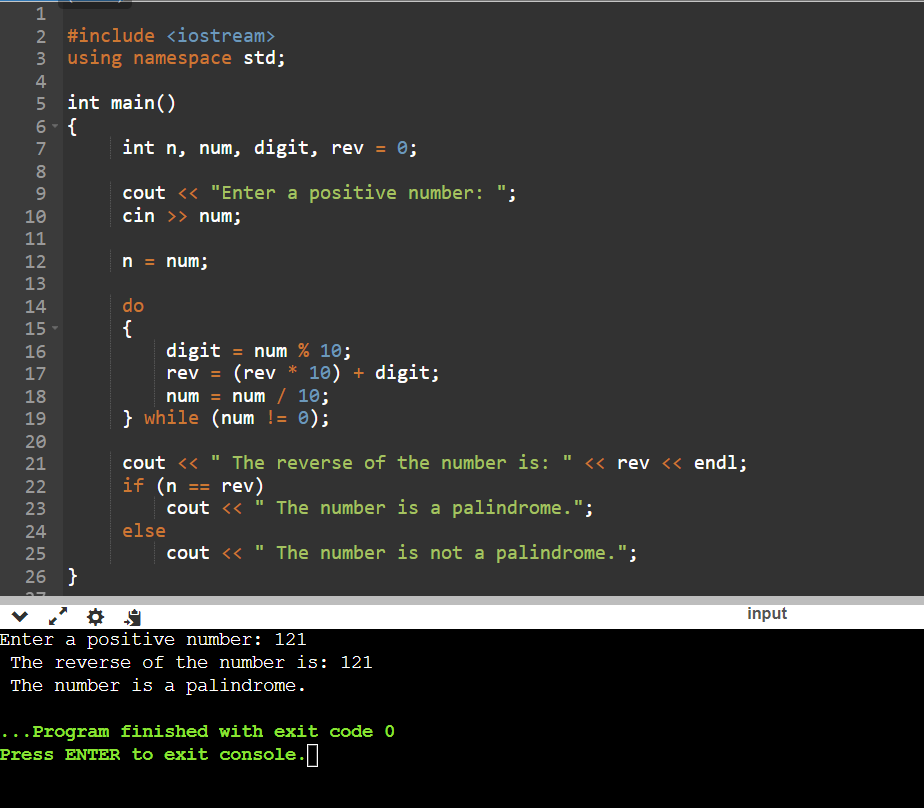 1
2 #include <iostream>
3 using namespace std;
4
5 int main()
6 {
7 int n, num, digit, rev = 0;
8
9 cout << "Enter a positive number: ";
10 cin >> num;
11
12 n = num;
13
14 do
15 {
16 digit = num % 10;
17 rev = (rev * 10) + digit;
18 num = num / 10;
19 } while (num != 0);
20
21 cout << " The reverse of the number is: " << rev << endl;
22 if (n == rev)
23 cout << " The number is a palindrome.";
24 else
25 cout << " The number is not a palindrome.";
26 }
input
Enter a positive number: 121
The reverse of the number is: 121
The number is a palindrome.
...Program finished with exit code 0
Press ENTER to exit console.